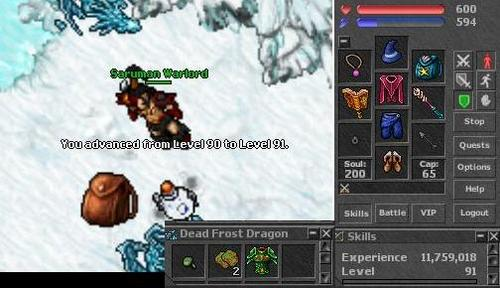 600
594
Saruman Warlord
You advanced from Level 90 to Level 91.
Soul:
200
Cap:
65
Stop
Quests
Options
Help
Skills
Battle
VIP
Logout
Dead Frost Dragon
2
Skills
Experience 11,759,018
Level 91